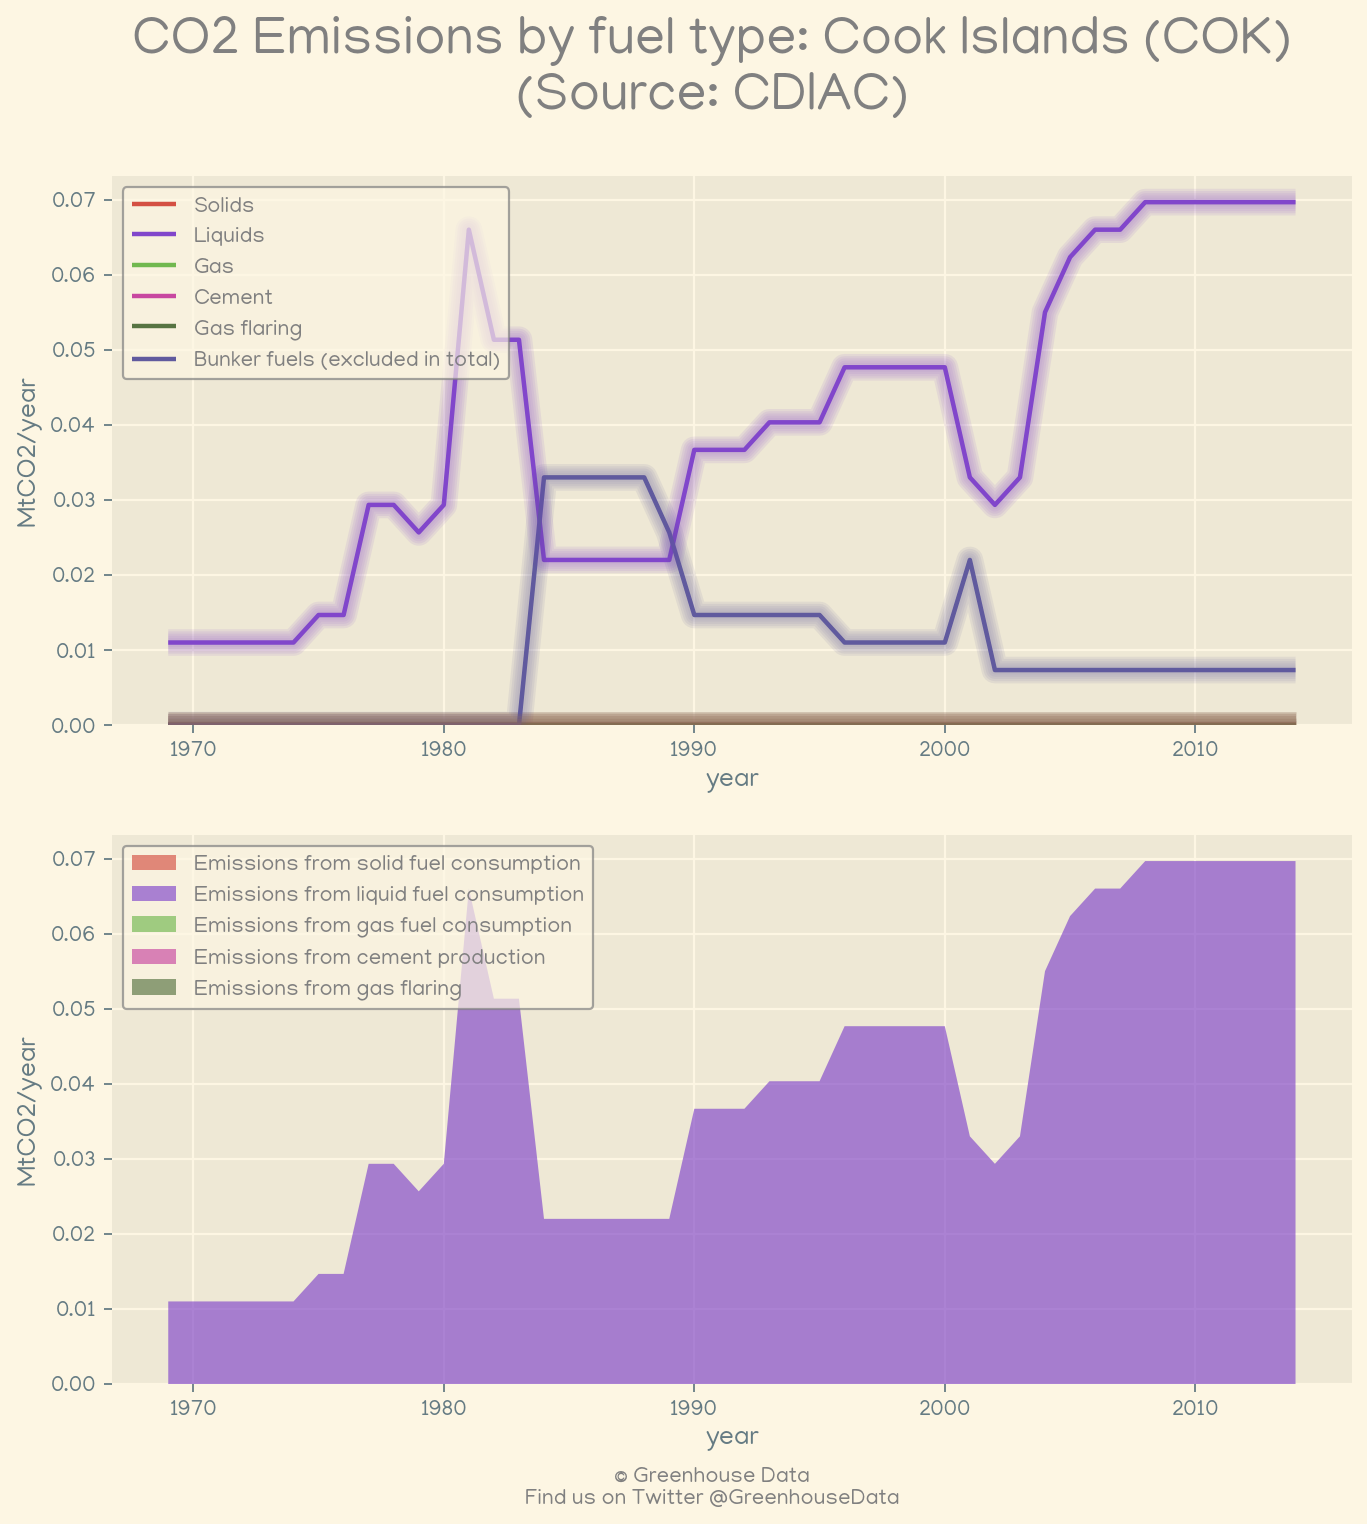 CO2 Emissions by fuel type: Cook Islands (COK)
(Source: CDIAC)
0.07
0.06
0.05
0.04
0.03
0.02
0.01
0.00
MtCO2/year
Solids
Liquids
Gas
Cement
Gas flaring
Bunker fuels (excluded in total)
1970 1980 1990 2000 2010
year
0.07
0.06
0.05
0.04
0.03
0.02
0.01
0.00
MtCO2/year
Emissions from solid fuel consumption
Emissions from liquid fuel consumption
Emissions from gas fuel consumption
Emissions from cement production
Emissions from gas flaring
1970 1980 1990 2000 2010
year
© Greenhouse Data
Find us on Twitter @GreenhouseData